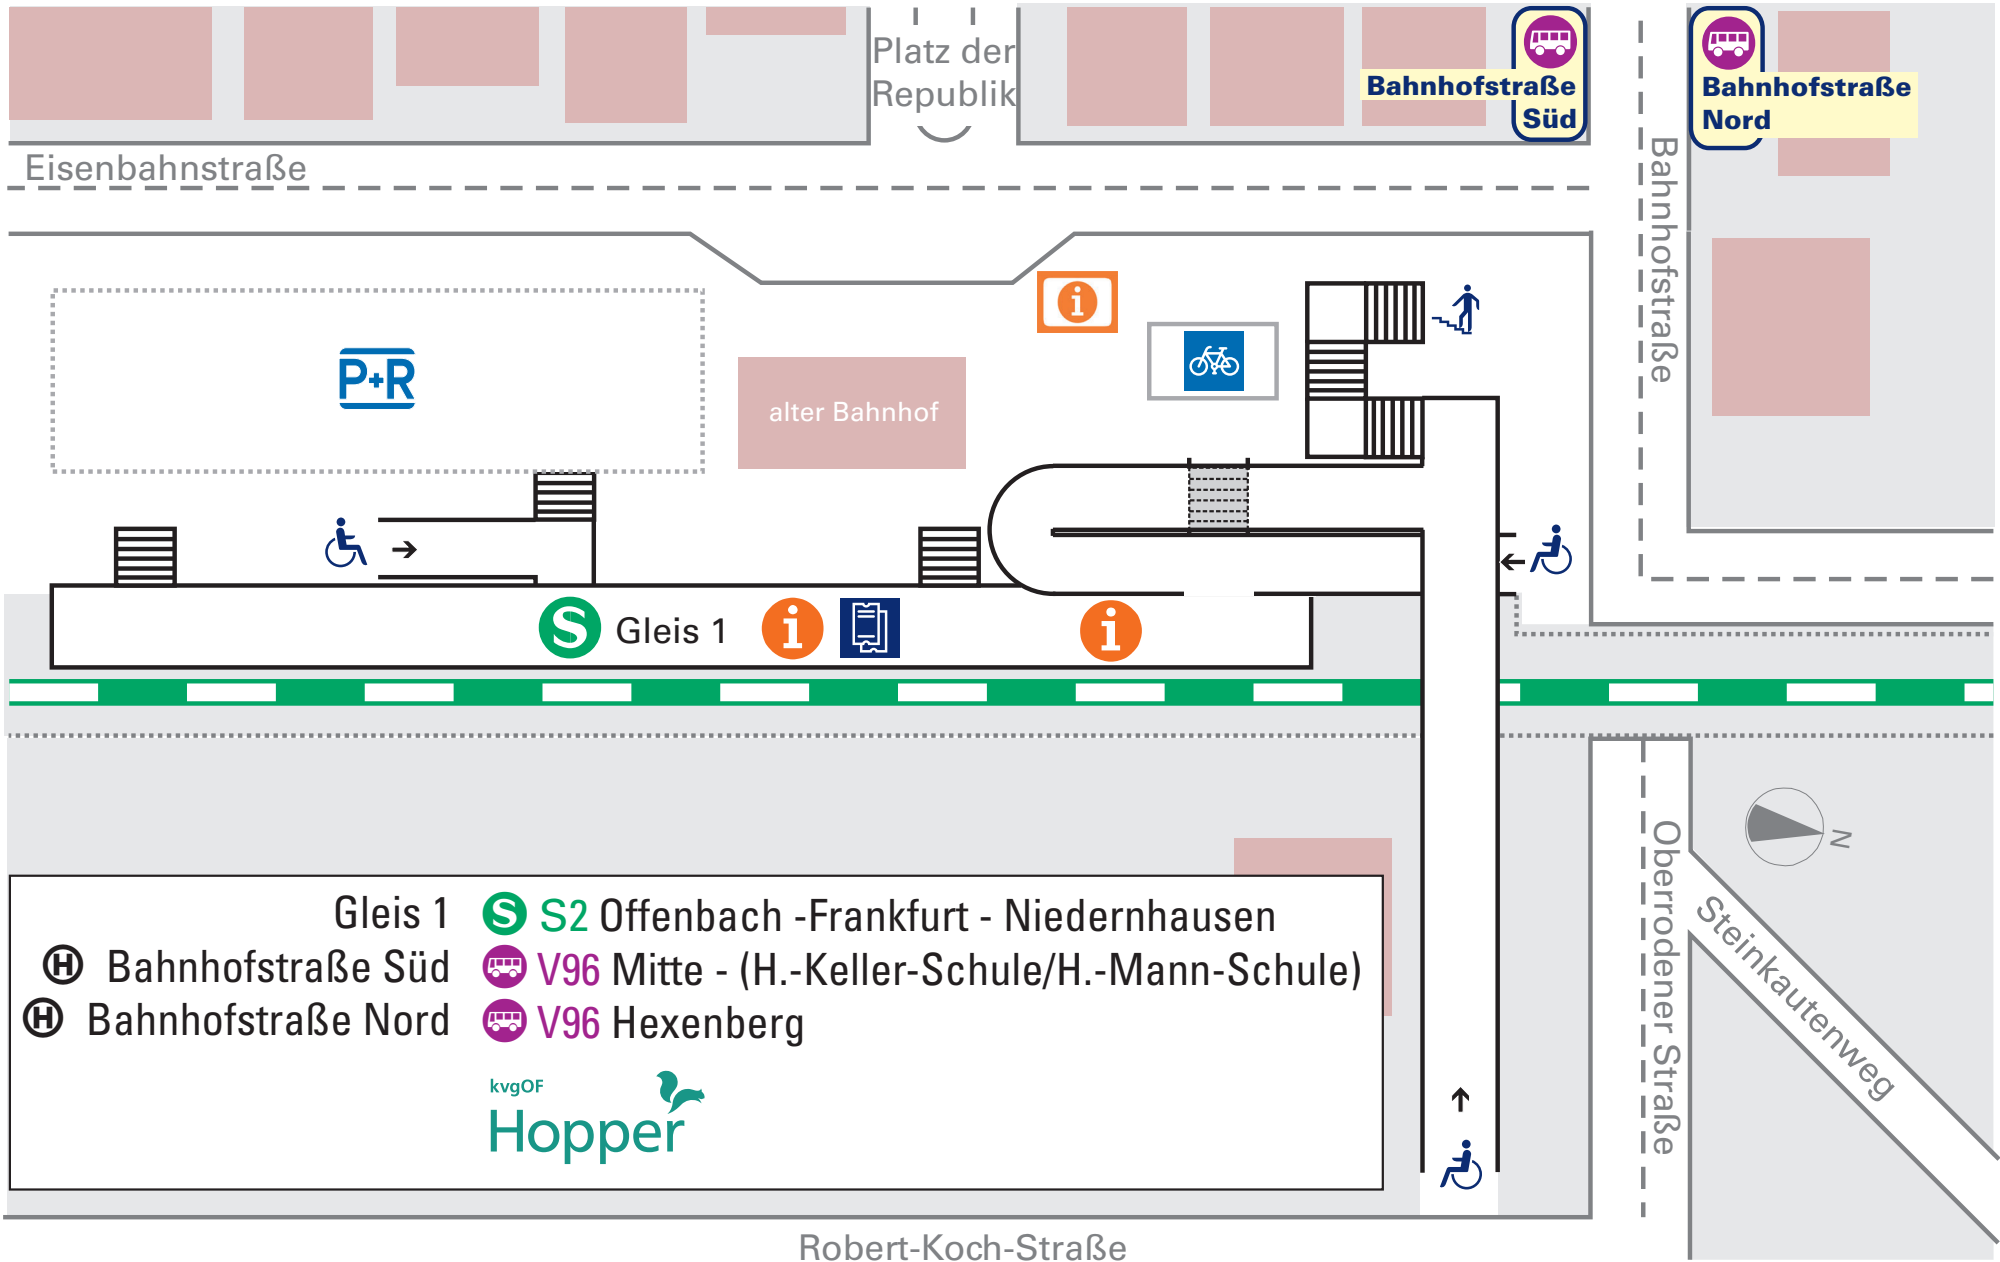 Platz der
Republik
Bahnhofstraße
Süd
Bahnhofstraße
Nord
Eisenbahnstraße
Bahnhofstraße
i
P+R
alter Bahnhof
S Gleis 1 i i
N
Oberrodener Straße
Steinkautenweg
Gleis 1 S S2 Offenbach -Frankfurt - Niedernhausen
H Bahnhofstraße Süd V96 Mitte - (H.-Keller-Schule/H.-Mann-Schule)
H Bahnhofstraße Nord V96 Hexenberg
kvgOF
Hopper
Robert-Koch-Straße